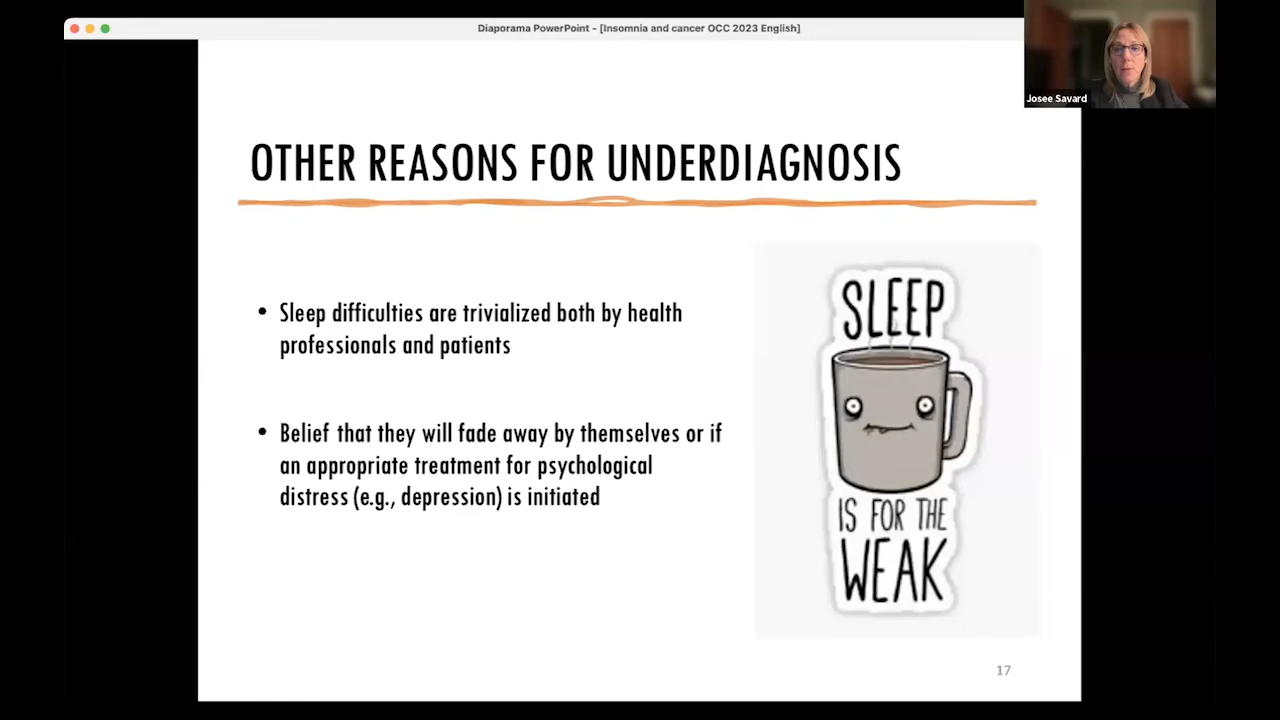 Diaporama PowerPoint - [Insomnia and cancer OCC 2023 English]
Josee Savard
OTHER REASONS FOR UNDERDIAGNOSIS
• Sleep difficulties are trivialized both by health
professionals and patients
• Belief that they will fade away by themselves or if
an appropriate treatment for psychological
distress (e.g., depression) is initiated
SLEEP
IS FOR THE
WEAK
17